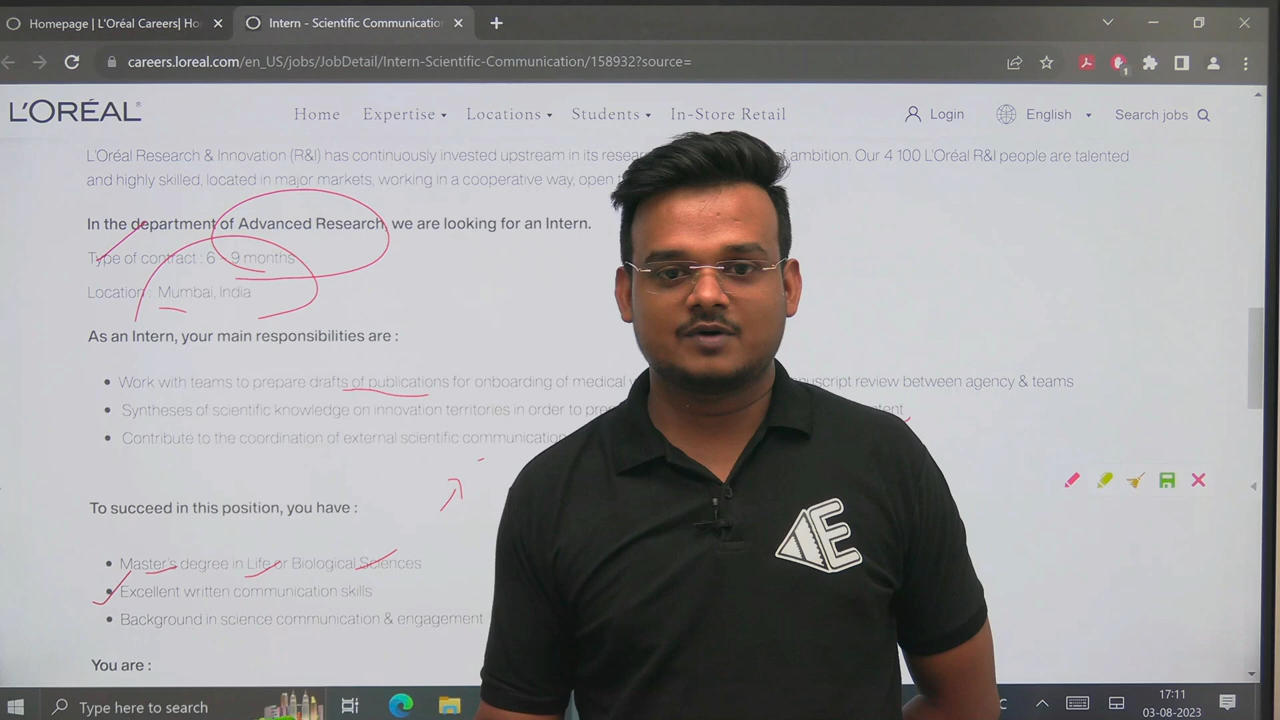 Homepage | L'Oréal Careers| Ho
Intern - Scientific Communicatio
careers.loreal.com/en_US/jobs/JobDetail/Intern-Scientific-Communication/158932?source=
1
L'ORÉAL
Home Expertise Locations Students In-Store Retail Login English Search jobs
L'Oréal Research & Innovation (R&I) has continuously invested upstream in its of ambition. Our 4 100 L'Oréal R&I people are talented
and highly skilled, located in major markets, working in a cooperative way, open
In the department of Advanced Research, we are looking for an Intern.
Type of contract : 6 - 9 months
Location : Mumbai, India
As an Intern, your main responsibilities are :
Work with teams to prepare drafts of publications for onboarding of medical review between agency & teams
Syntheses of scientific knowledge on innovation territories in order to
Contribute to the coordination of external scientific communication
To succeed in this position, you have :
Master's degree in Life or Biological Sciences
Excellent written communication skills
Background in science communication & engagement
You are :
E
Type here to search
17:11
03-08-2023